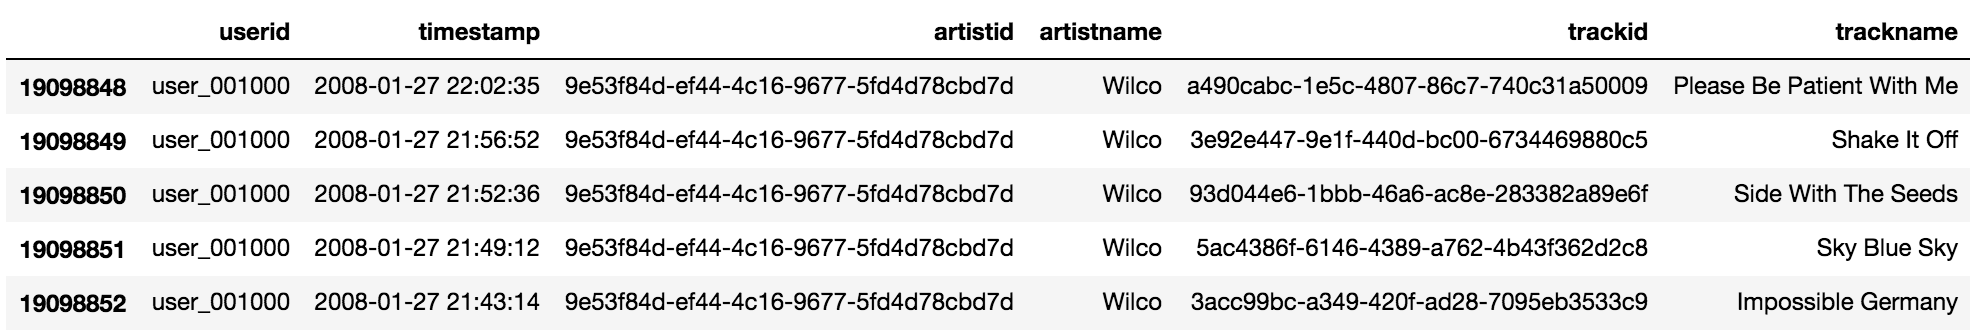 userid timestamp artistid artistname trackid trackname
19098848 user_001000 2008-01-27 22:02:35 9e53f84d-ef44-4c16-9677-5fd4d78cbd7d Wilco a490cabc-1e5c-4807-86c7-740c31a50009 Please Be Patient With Me
19098849 user_001000 2008-01-27 21:56:52 9e53f84d-ef44-4c16-9677-5fd4d78cbd7d Wilco 3e92e447-9e1f-440d-bc00-6734469880c5 Shake It Off
19098850 user_001000 2008-01-27 21:52:36 9e53f84d-ef44-4c16-9677-5fd4d78cbd7d Wilco 93d044e6-1bbb-46a6-ac8e-283382a89e6f Side With The Seeds
19098851 user_001000 2008-01-27 21:49:12 9e53f84d-ef44-4c16-9677-5fd4d78cbd7d Wilco 5ac4386f-6146-4389-a762-4b43f362d2c8 Sky Blue Sky
19098852 user_001000 2008-01-27 21:43:14 9e53f84d-ef44-4c16-9677-5fd4d78cbd7d Wilco 3acc99bc-a349-420f-ad28-7095eb3533c9 Impossible Germany